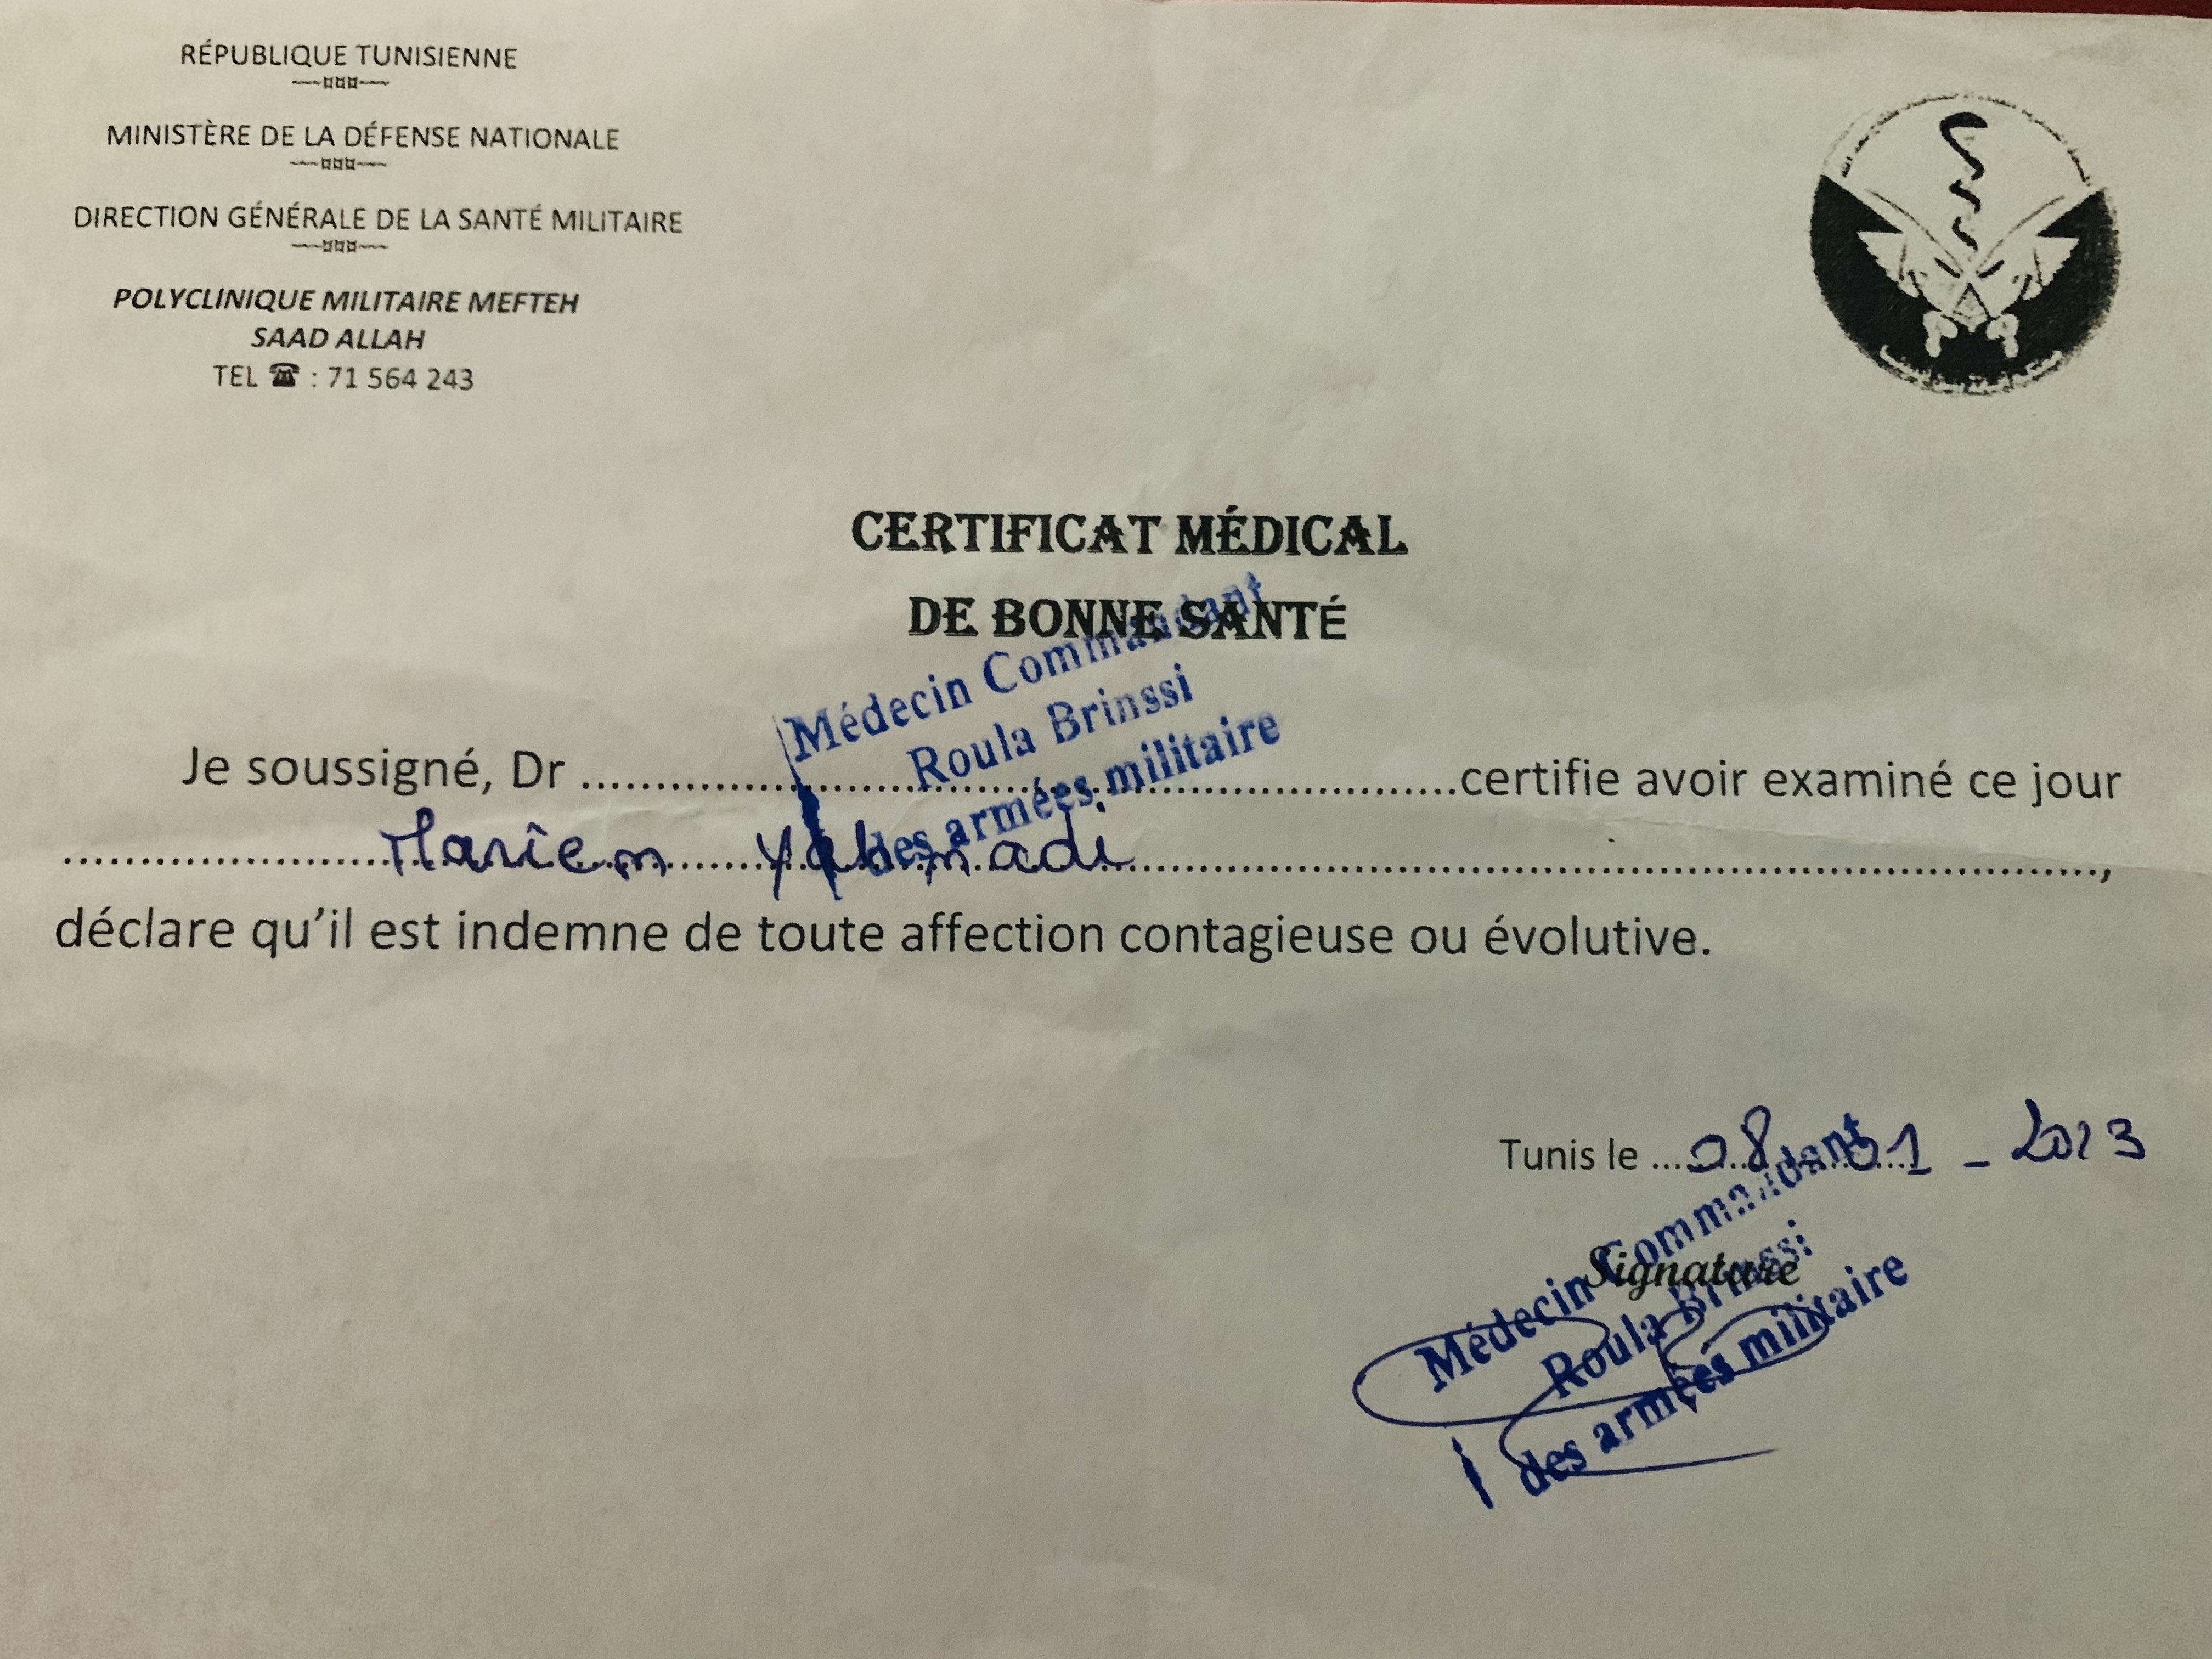 RÉPUBLIQUE TUNISIENNE
MINISTÈRE DE LA DÉFENSE NATIONALE
DIRECTION GÉNÉRALE DE LA SANTÉ MILITAIRE
POLYCLINIQUE MILITAIRE MEFTEH
SAAD ALLAH
TEL ☎ : 71 564 243
CERTIFICAT MÉDICAL
DE BONNE SANTÉ
Médecin Commandant
Roula Brinssi
des armées militaire
Je soussigné, Dr ............................................................certifie avoir examiné ce jour
Mariem Yahmadi,
déclare qu’il est indemne de toute affection contagieuse ou évolutive.
Tunis le 08 01 - 2023
Signature
Médecin Commandant
Roula Brinssi
des armées militaire